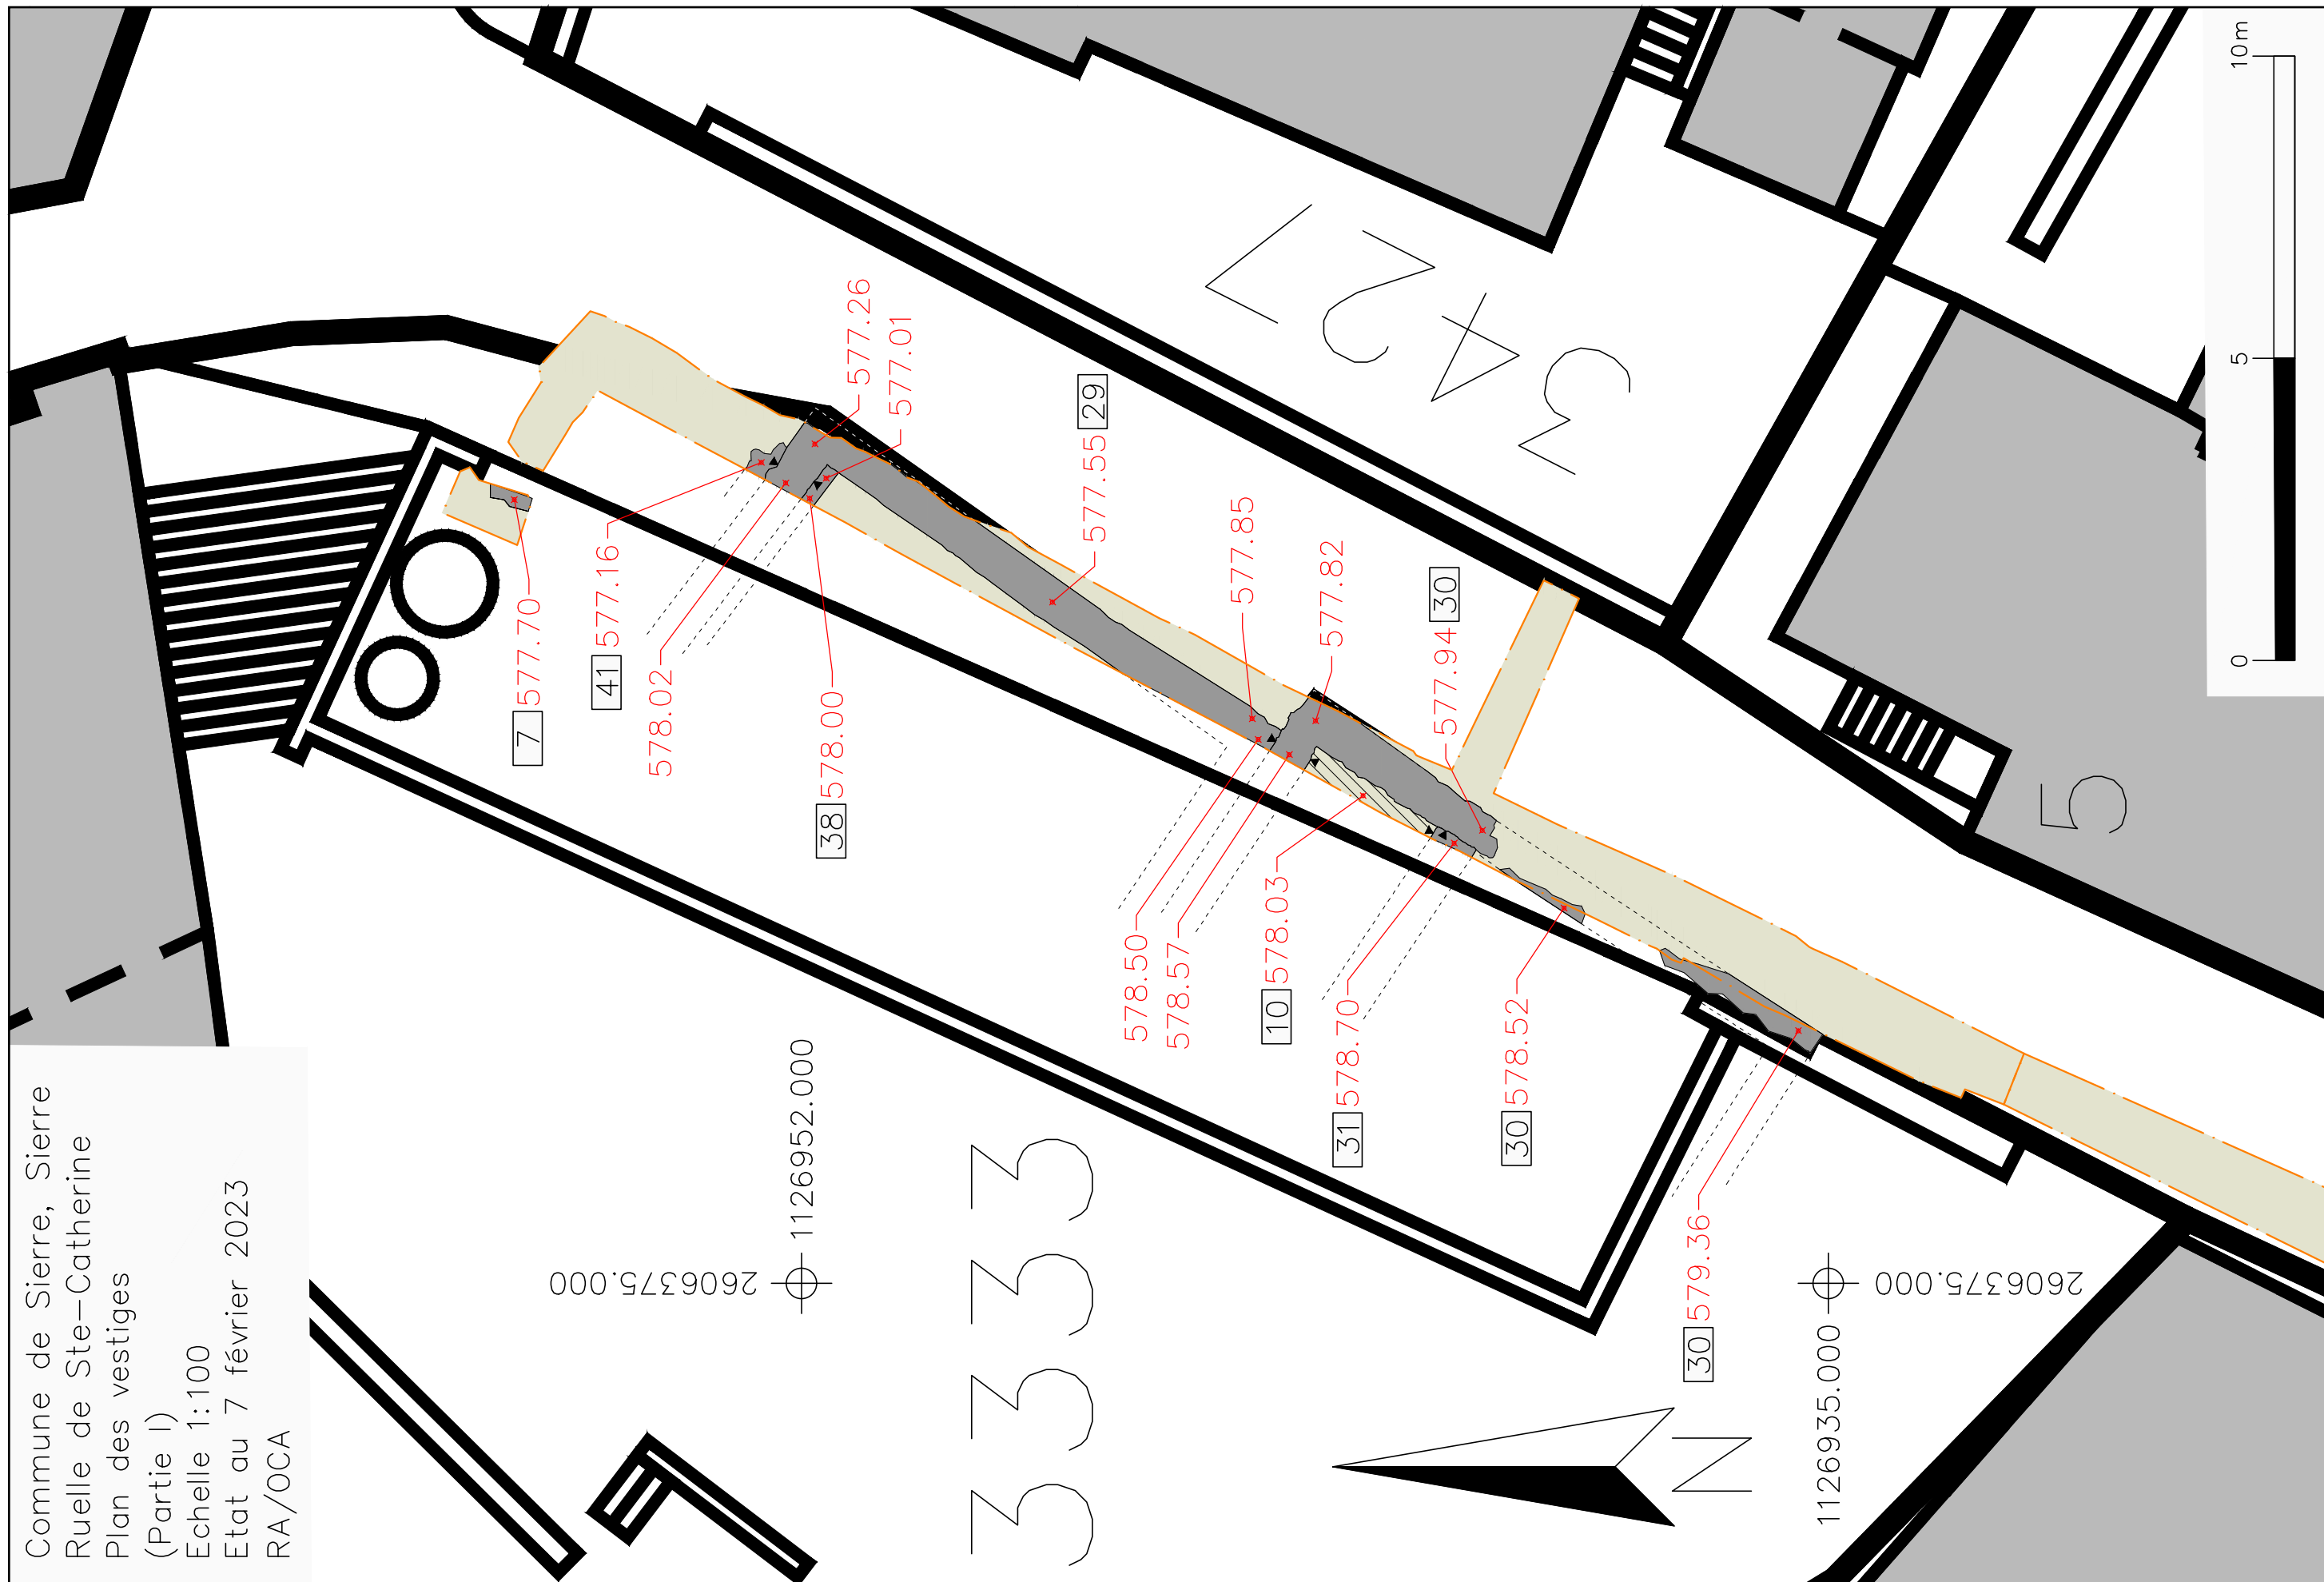 Commune de Sierre, Sierre
Ruelle de Ste-Catherine
Plan des vestiges
(Partie I)
Echelle 1:100
Etat au 7 février 2023
RA/OCA
7 577.70
41 577.16
578.02
38 578.00
577.26
577.01
577.55 29
577.85
577.82
577.94 30
578.50
578.57
10 578.03
31 578.70
30 578.52
30 579.36
2606375.000
1126952.000
1126935.000
2606375.000
3333
3427
5
N
0 5 10m